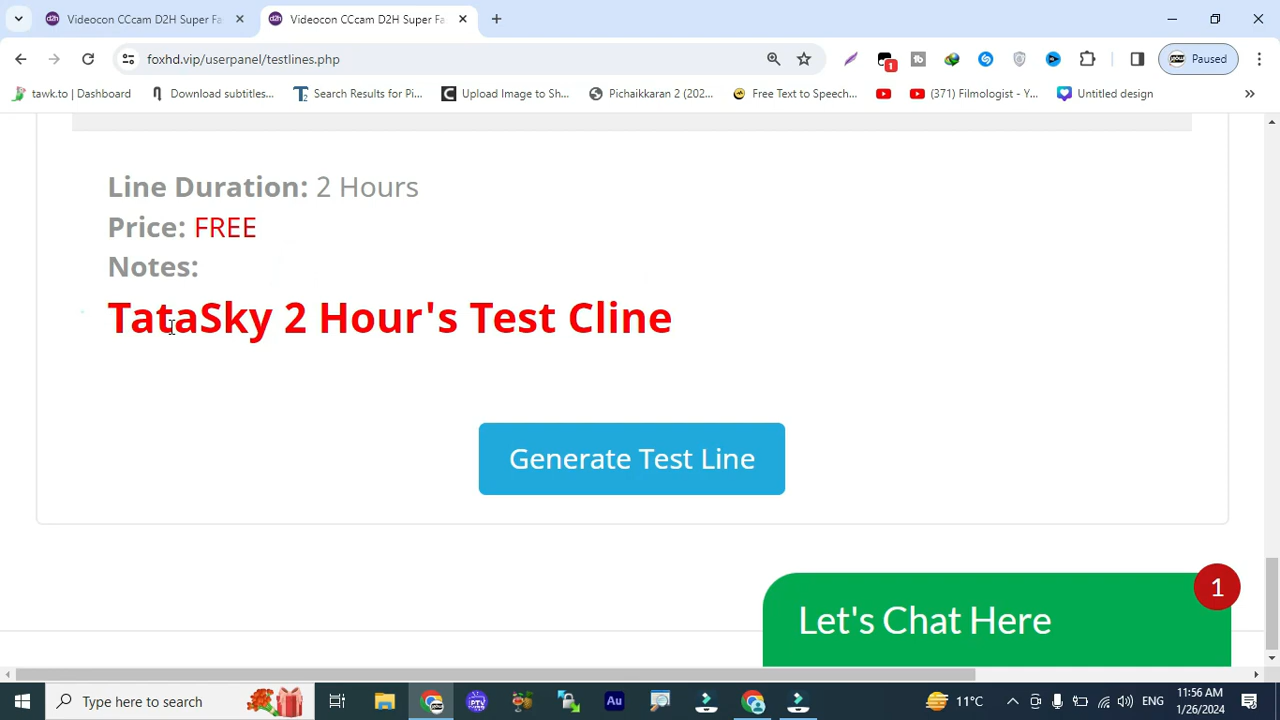 Videocon CCcam D2H Super Fa
Videocon CCcam D2H Super Fa
foxhd.vip/userpanel/testlines.php
1
Paused
tawk.to | Dashboard
Download subtitles...
Search Results for Pi...
Upload Image to Sh...
Pichaikkaran 2 (202...
Free Text to Speech...
(371) Filmologist - Y...
Untitled design
Line Duration: 2 Hours
Price: FREE
Notes:
TataSky 2 Hour's Test Cline
Generate Test Line
1
Let's Chat Here
Type here to search
PTV
Au
11°C
ENG
11:56 AM
1/26/2024